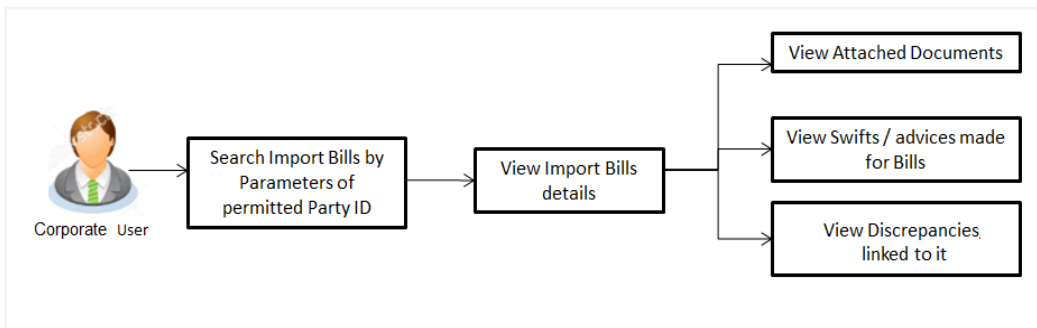 Corporate User
Search Import Bills by
Parameters of
permitted Party ID
View Import Bills
details
View Attached Documents
View Swifts / advices made
for Bills
View Discrepancies,
linked to it